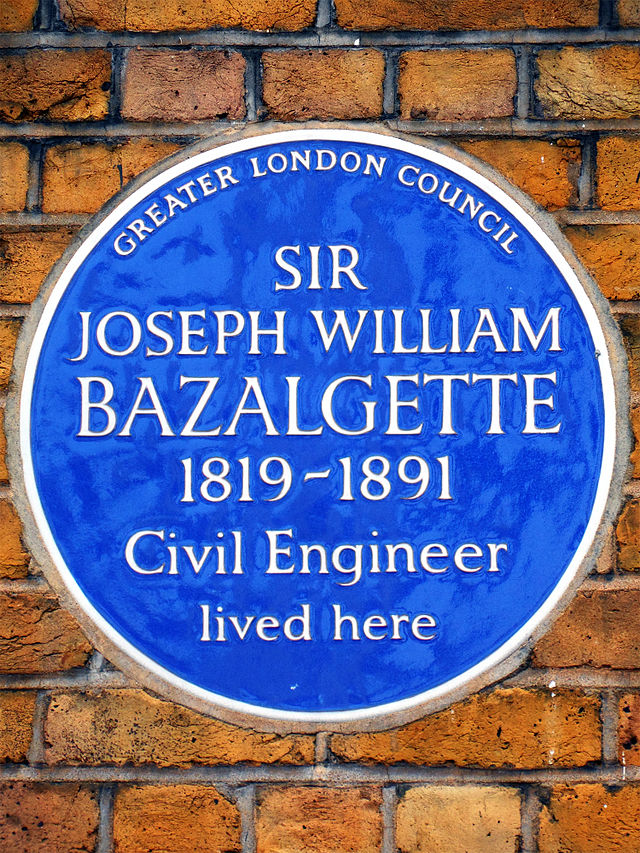 GREATER LONDON COUNCIL
SIR
JOSEPH WILLIAM
BAZALGETTE
1819~1891
Civil Engineer
lived here